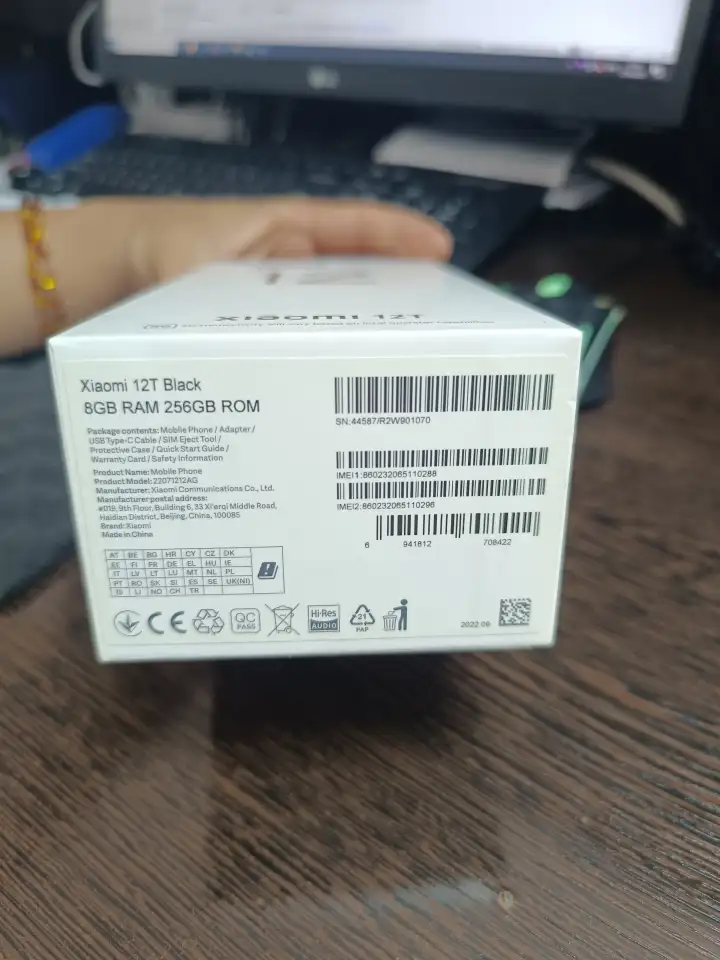 xiaomi 12T
Xiaomi 12T Black
8GB RAM 256GB ROM
Package contents: Mobile Phone / Adapter /
USB Type-C Cable / SIM Eject Tool /
Protective Case / Quick Start Guide /
Warranty Card / Safety Information
Product Name: Mobile Phone
Product Model: 22071212AG
Manufacturer: Xiaomi Communications Co., Ltd.
Manufacturer postal address:
#019, 9th Floor, Building 6, 33 Xi'erqi Middle Road,
Haidian District, Beijing, China, 100085
Brand: Xiaomi
Made in China
AT BE BG HR CY CZ DK
EE FI FR DE EL HU IE
IT LV LT LU MT NL PL
PT RO SK SI ES SE UK(NI)
IS LI NO CH TR
SN:44587/R2W901070
IMEI1:860232065110288
IMEI2:860232065110296
6 941812 708422
CE
QC PASS
Hi-Res AUDIO
21
PAP
2022.09